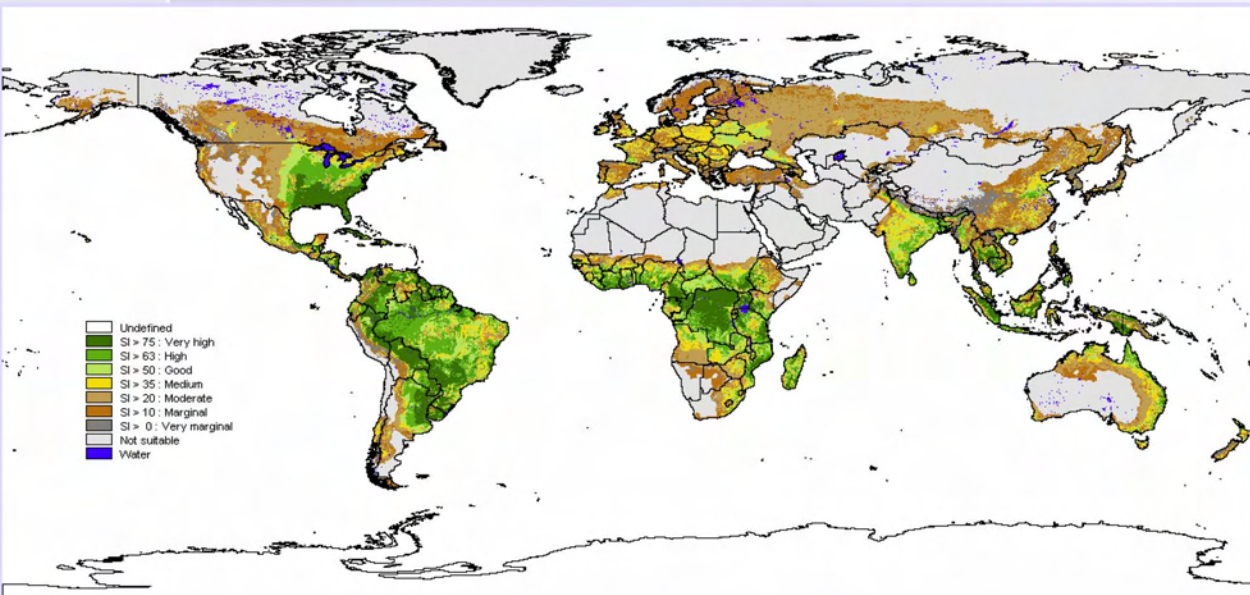 Undefined
SI > 75 : Very high
SI > 63 : High
SI > 50 : Good
SI > 35 : Medium
SI > 20 : Moderate
SI > 10 : Marginal
SI > 0 : Very marginal
Not suitable
Water